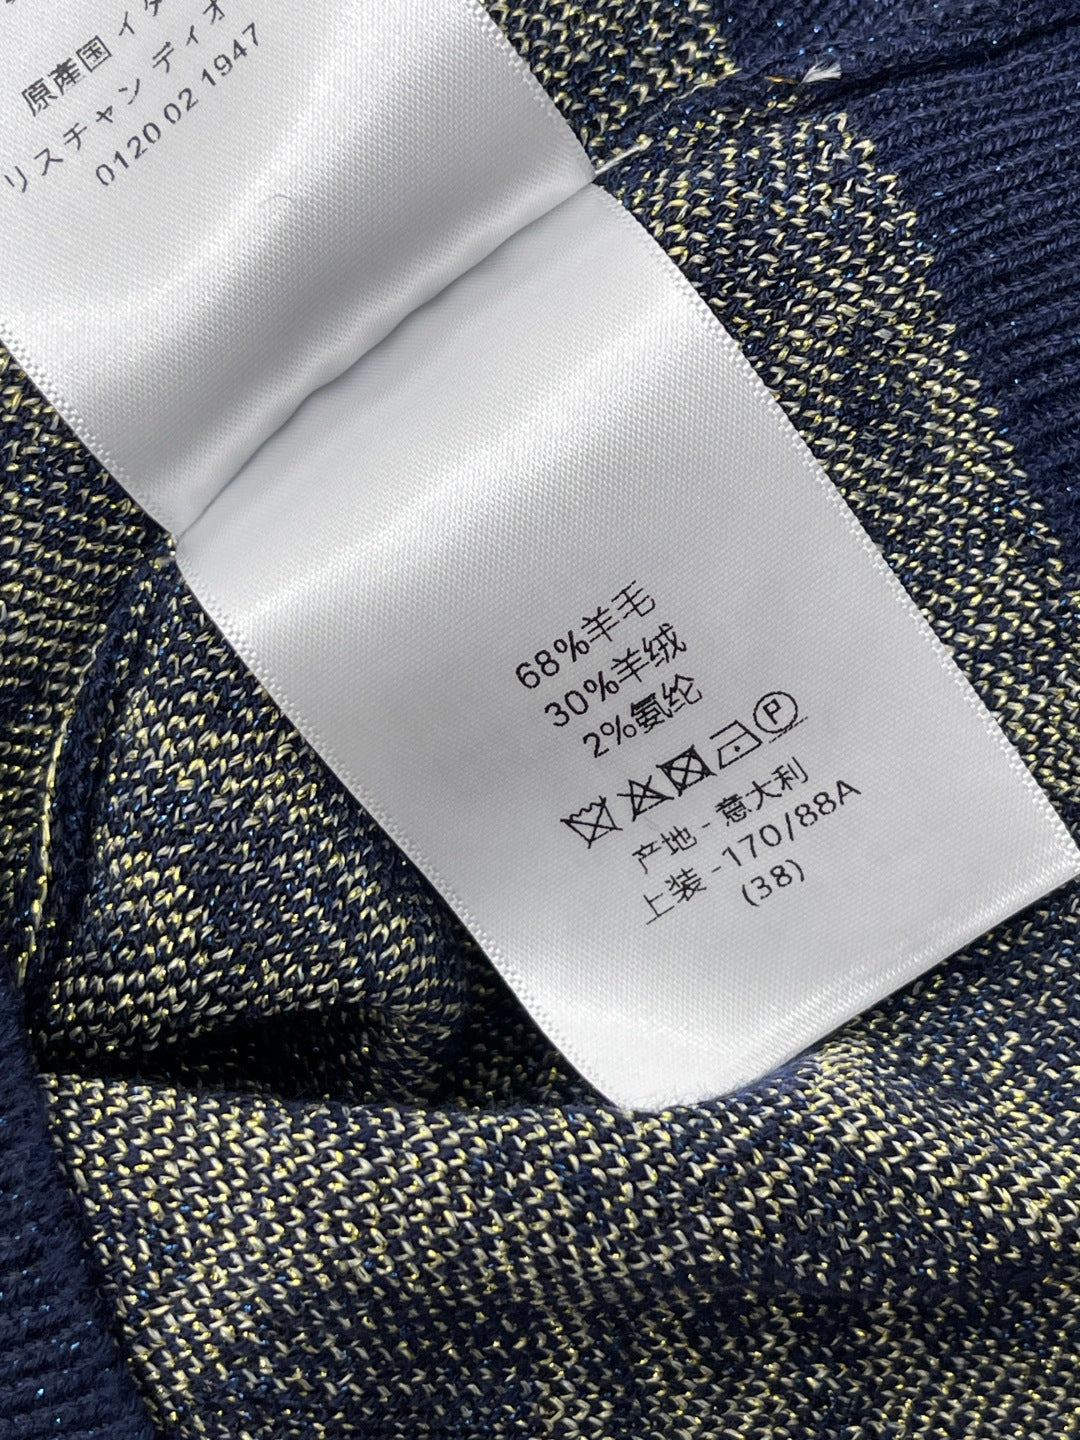 原産国 イタ
リスチャン ディオ
0120 02 1947
68%羊毛
30%羊绒
2%氨纶
P
产地 - 意大利
上装 - 170/88A
(38)